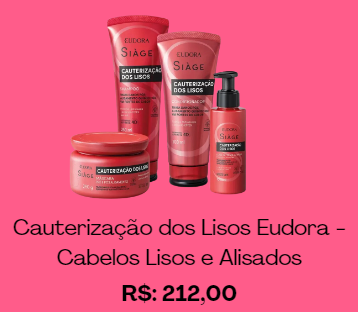 EUDORA
SIÀGE
CAUTERIZAÇÃO
DOS LISOS
EUDORA
SIÀGE
CAUTERIZAÇÃO
DOS LISOS
EUDORA
SIÀGE
CAUTERIZAÇÃO
DOS LISOS
SIÀGE
CAUTERIZAÇÃO DOS LISOS
MÁSCARA
Cauterização dos Lisos Eudora -
Cabelos Lisos e Alisados
R$: 212,00